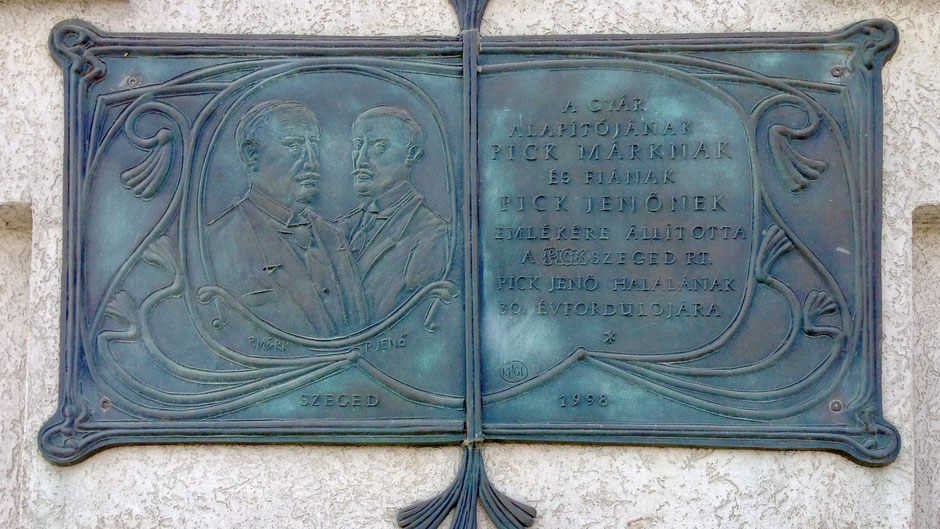 P. MÁRK
P. JENŐ
SZEGED
A GYÁR
ALAPÍTÓJÁNAK
PICK MÁRKNAK
ÉS FIÁNAK
PICK JENŐNEK
EMLÉKÉRE ÁLLÍTOTTA
A PICK SZEGED RT.
PICK JENŐ HALÁLÁNAK
30. ÉVFORDULÓJÁRA
*
1998